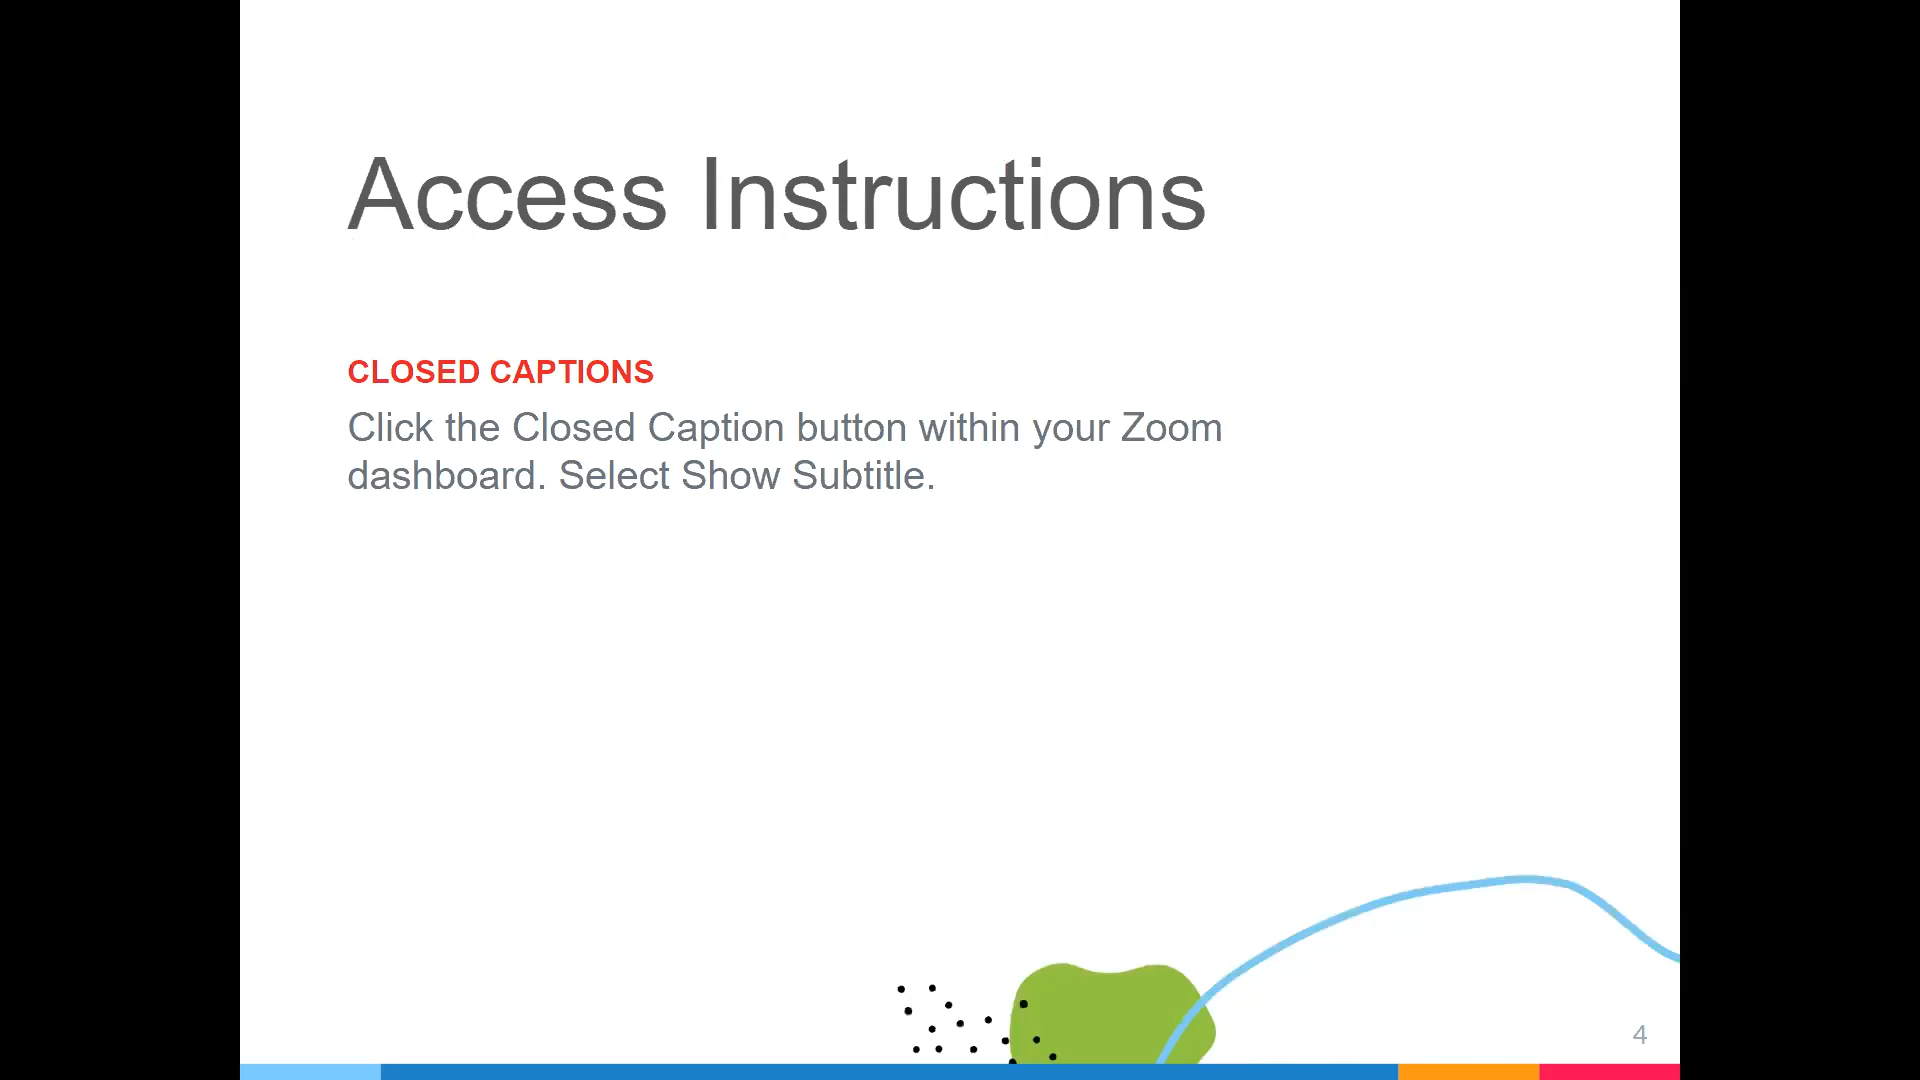 Access Instructions
CLOSED CAPTIONS
Click the Closed Caption button within your Zoom
dashboard. Select Show Subtitle.
4